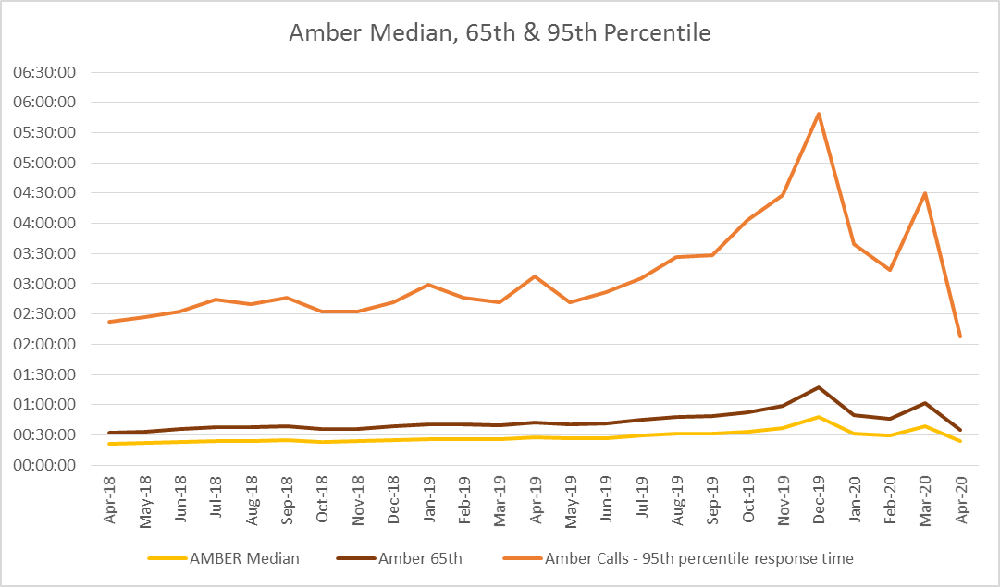 Amber Median, 65th & 95th Percentile
06:30:00
06:00:00
05:30:00
05:00:00
04:30:00
04:00:00
03:30:00
03:00:00
02:30:00
02:00:00
01:30:00
01:00:00
00:30:00
00:00:00
Apr-18
May-18
Jun-18
Jul-18
Aug-18
Sep-18
Oct-18
Nov-18
Dec-18
Jan-19
Feb-19
Mar-19
Apr-19
May-19
Jun-19
Jul-19
Aug-19
Sep-19
Oct-19
Nov-19
Dec-19
Jan-20
Feb-20
Mar-20
Apr-20
AMBER Median
Amber 65th
Amber Calls - 95th percentile response time